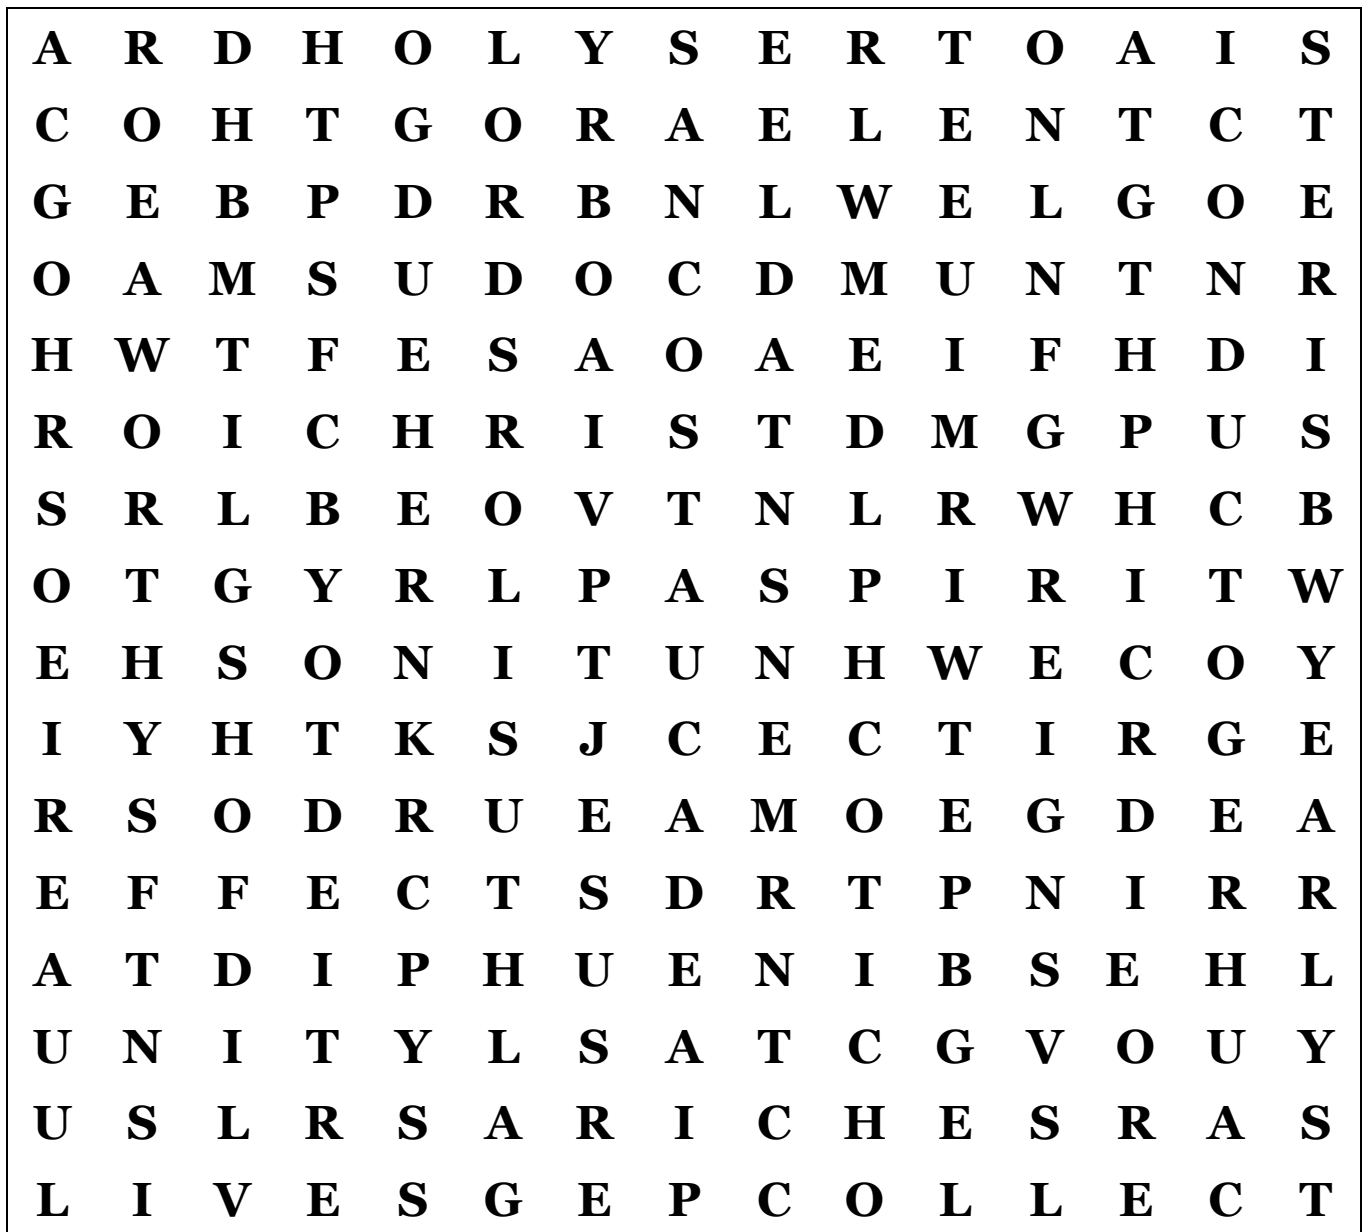 A R D H O L Y S E R T O A I S
C O H T G O R A E L E N T C T
G E B P D R B N L W E L G O E
O A M S U D O C D M U N T N R
H W T F E S A O A E I F H D I
R O I C H R I S T D M G P U S
S R L B E O V T N L R W H C B
O T G Y R L P A S P I R I T W
E H S O N I T U N H W E C O Y
I Y H T K S J C E C T I R G E
R S O D R U E A M O E G D E A
E F F E C T S D R T P N I R R
A T D I P H U E N I B S E H L
U N I T Y L S A T C G V O U Y
U S L R S A R I C H E S R A S
L I V E S G E P C O L L E C T